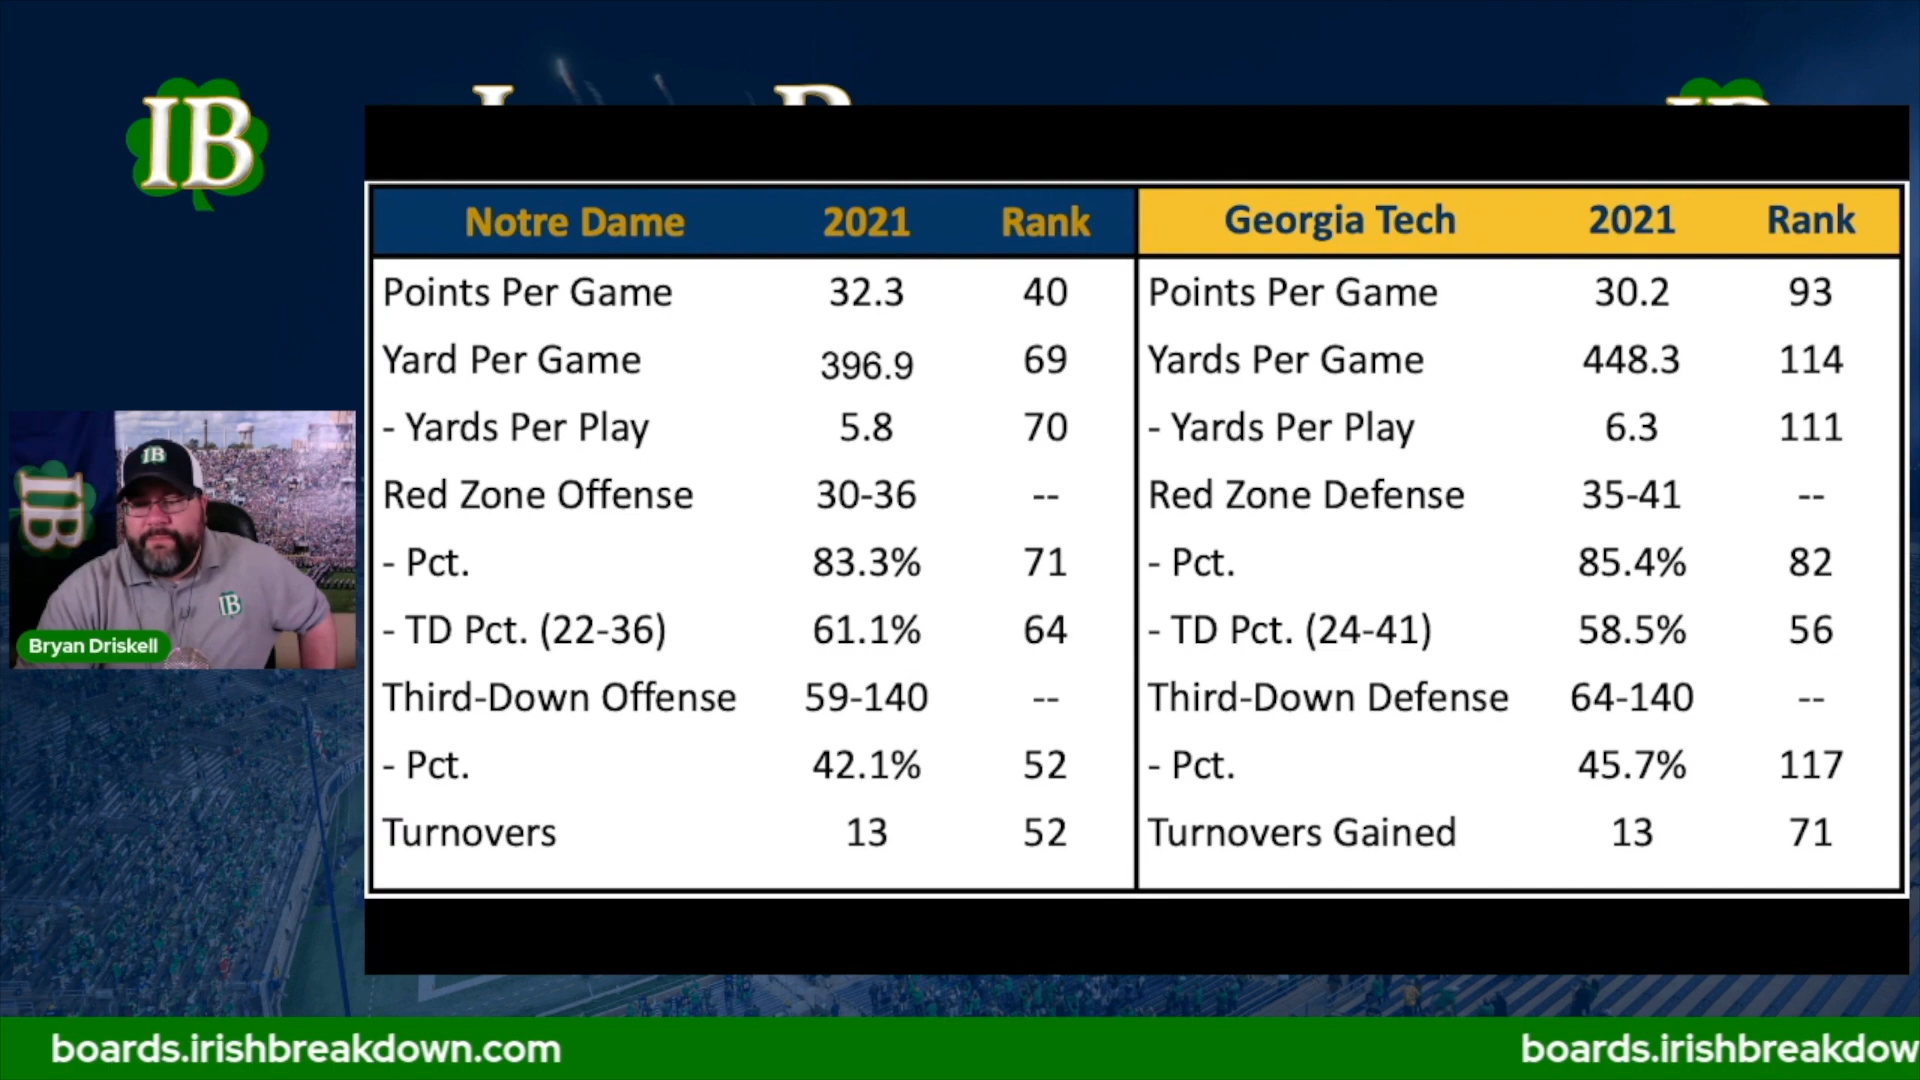 IB
Notre Dame 2021 Rank Georgia Tech 2021 Rank
Points Per Game 32.3 40 Points Per Game 30.2 93
Yard Per Game 396.9 69 Yards Per Game 448.3 114
- Yards Per Play 5.8 70 - Yards Per Play 6.3 111
Red Zone Offense 30-36 -- Red Zone Defense 35-41 --
- Pct. 83.3% 71 - Pct. 85.4% 82
- TD Pct. (22-36) 61.1% 64 - TD Pct. (24-41) 58.5% 56
Third-Down Offense 59-140 -- Third-Down Defense 64-140 --
- Pct. 42.1% 52 - Pct. 45.7% 117
Turnovers 13 52 Turnovers Gained 13 71
IB
IB
IB
Bryan Driskell
boards.irishbreakdown.com
boards.irishbreakdow